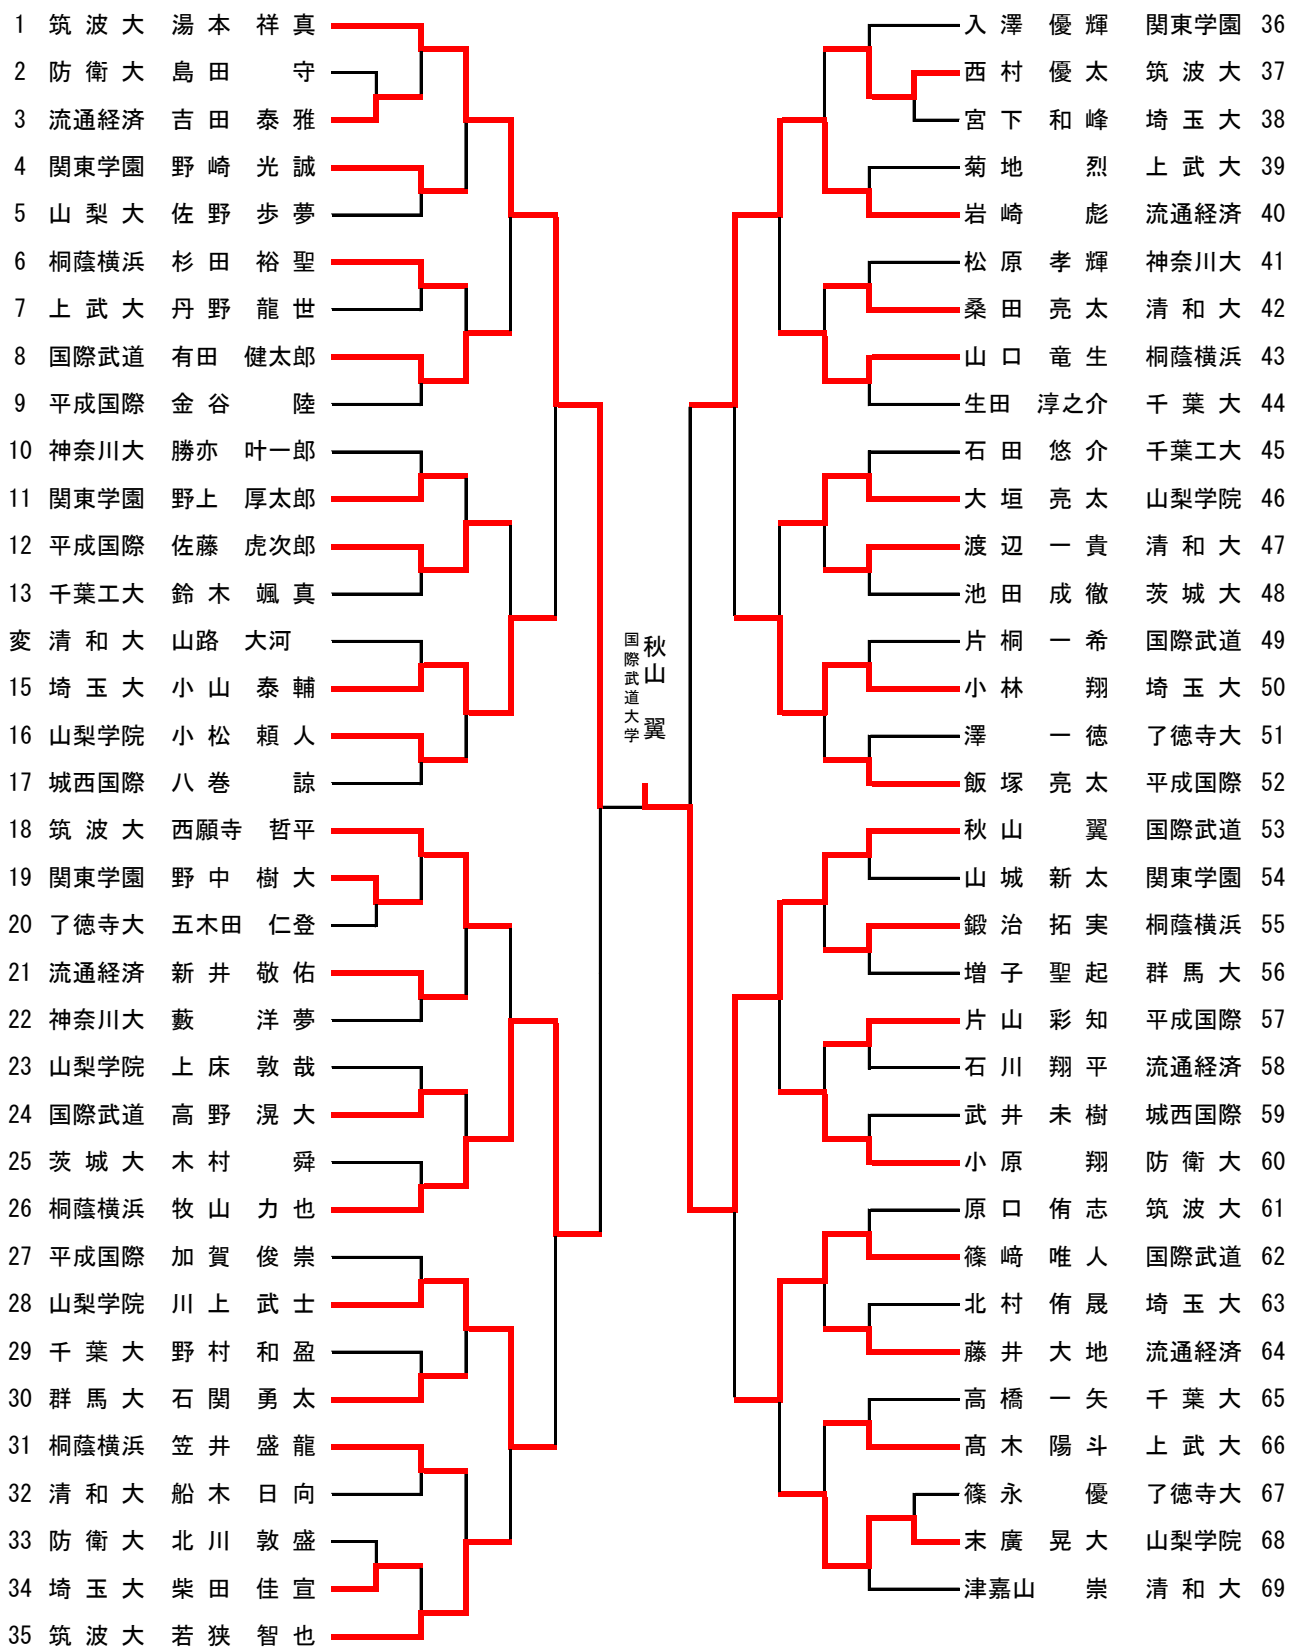 1 筑波大 湯本 祥真
2 防衛大 島田 守
3 流通経済 吉田 泰雅
4 関東学園 野崎 光誠
5 山梨大 佐野 歩夢
6 桐蔭横浜 杉田 裕聖
7 上武大 丹野 龍世
8 国際武道 有田 健太郎
9 平成国際 金谷 陸
10 神奈川大 勝亦 叶一郎
11 関東学園 野上 厚太郎
12 平成国際 佐藤 虎次郎
13 千葉工大 鈴木 颯真
変 清和大 山路 大河
15 埼玉大 小山 泰輔
16 山梨学院 小松 頼人
17 城西国際 八巻 諒
18 筑波大 西願寺 哲平
19 関東学園 野中 樹大
20 了徳寺大 五木田 仁登
21 流通経済 新井 敬佑
22 神奈川大 藪 洋夢
23 山梨学院 上床 敦哉
24 国際武道 高野 滉大
25 茨城大 木村 舜
26 桐蔭横浜 牧山 力也
27 平成国際 加賀 俊崇
28 山梨学院 川上 武士
29 千葉大 野村 和盈
30 群馬大 石関 勇太
31 桐蔭横浜 笠井 盛龍
32 清和大 船木 日向
33 防衛大 北川 敦盛
34 埼玉大 柴田 佳宣
35 筑波大 若狭 智也
秋山 翼
国際武道大学
入澤 優輝 関東学園 36
西村 優太 筑波大 37
宮下 和峰 埼玉大 38
菊地 烈 上武大 39
岩崎 彪 流通経済 40
松原 孝輝 神奈川大 41
桑田 亮太 清和大 42
山口 竜生 桐蔭横浜 43
生田 淳之介 千葉大 44
石田 悠介 千葉工大 45
大垣 亮太 山梨学院 46
渡辺 一貴 清和大 47
池田 成徹 茨城大 48
片桐 一希 国際武道 49
小林 翔 埼玉大 50
澤 一徳 了徳寺大 51
飯塚 亮太 平成国際 52
秋山 翼 国際武道 53
山城 新太 関東学園 54
鍛治 拓実 桐蔭横浜 55
増子 聖起 群馬大 56
片山 彩知 平成国際 57
石川 翔平 流通経済 58
武井 未樹 城西国際 59
小原 翔 防衛大 60
原口 侑志 筑波大 61
篠﨑 唯人 国際武道 62
北村 侑晟 埼玉大 63
藤井 大地 流通経済 64
高橋 一矢 千葉大 65
髙木 陽斗 上武大 66
篠永 優 了徳寺大 67
末廣 晃大 山梨学院 68
津嘉山 崇 清和大 69